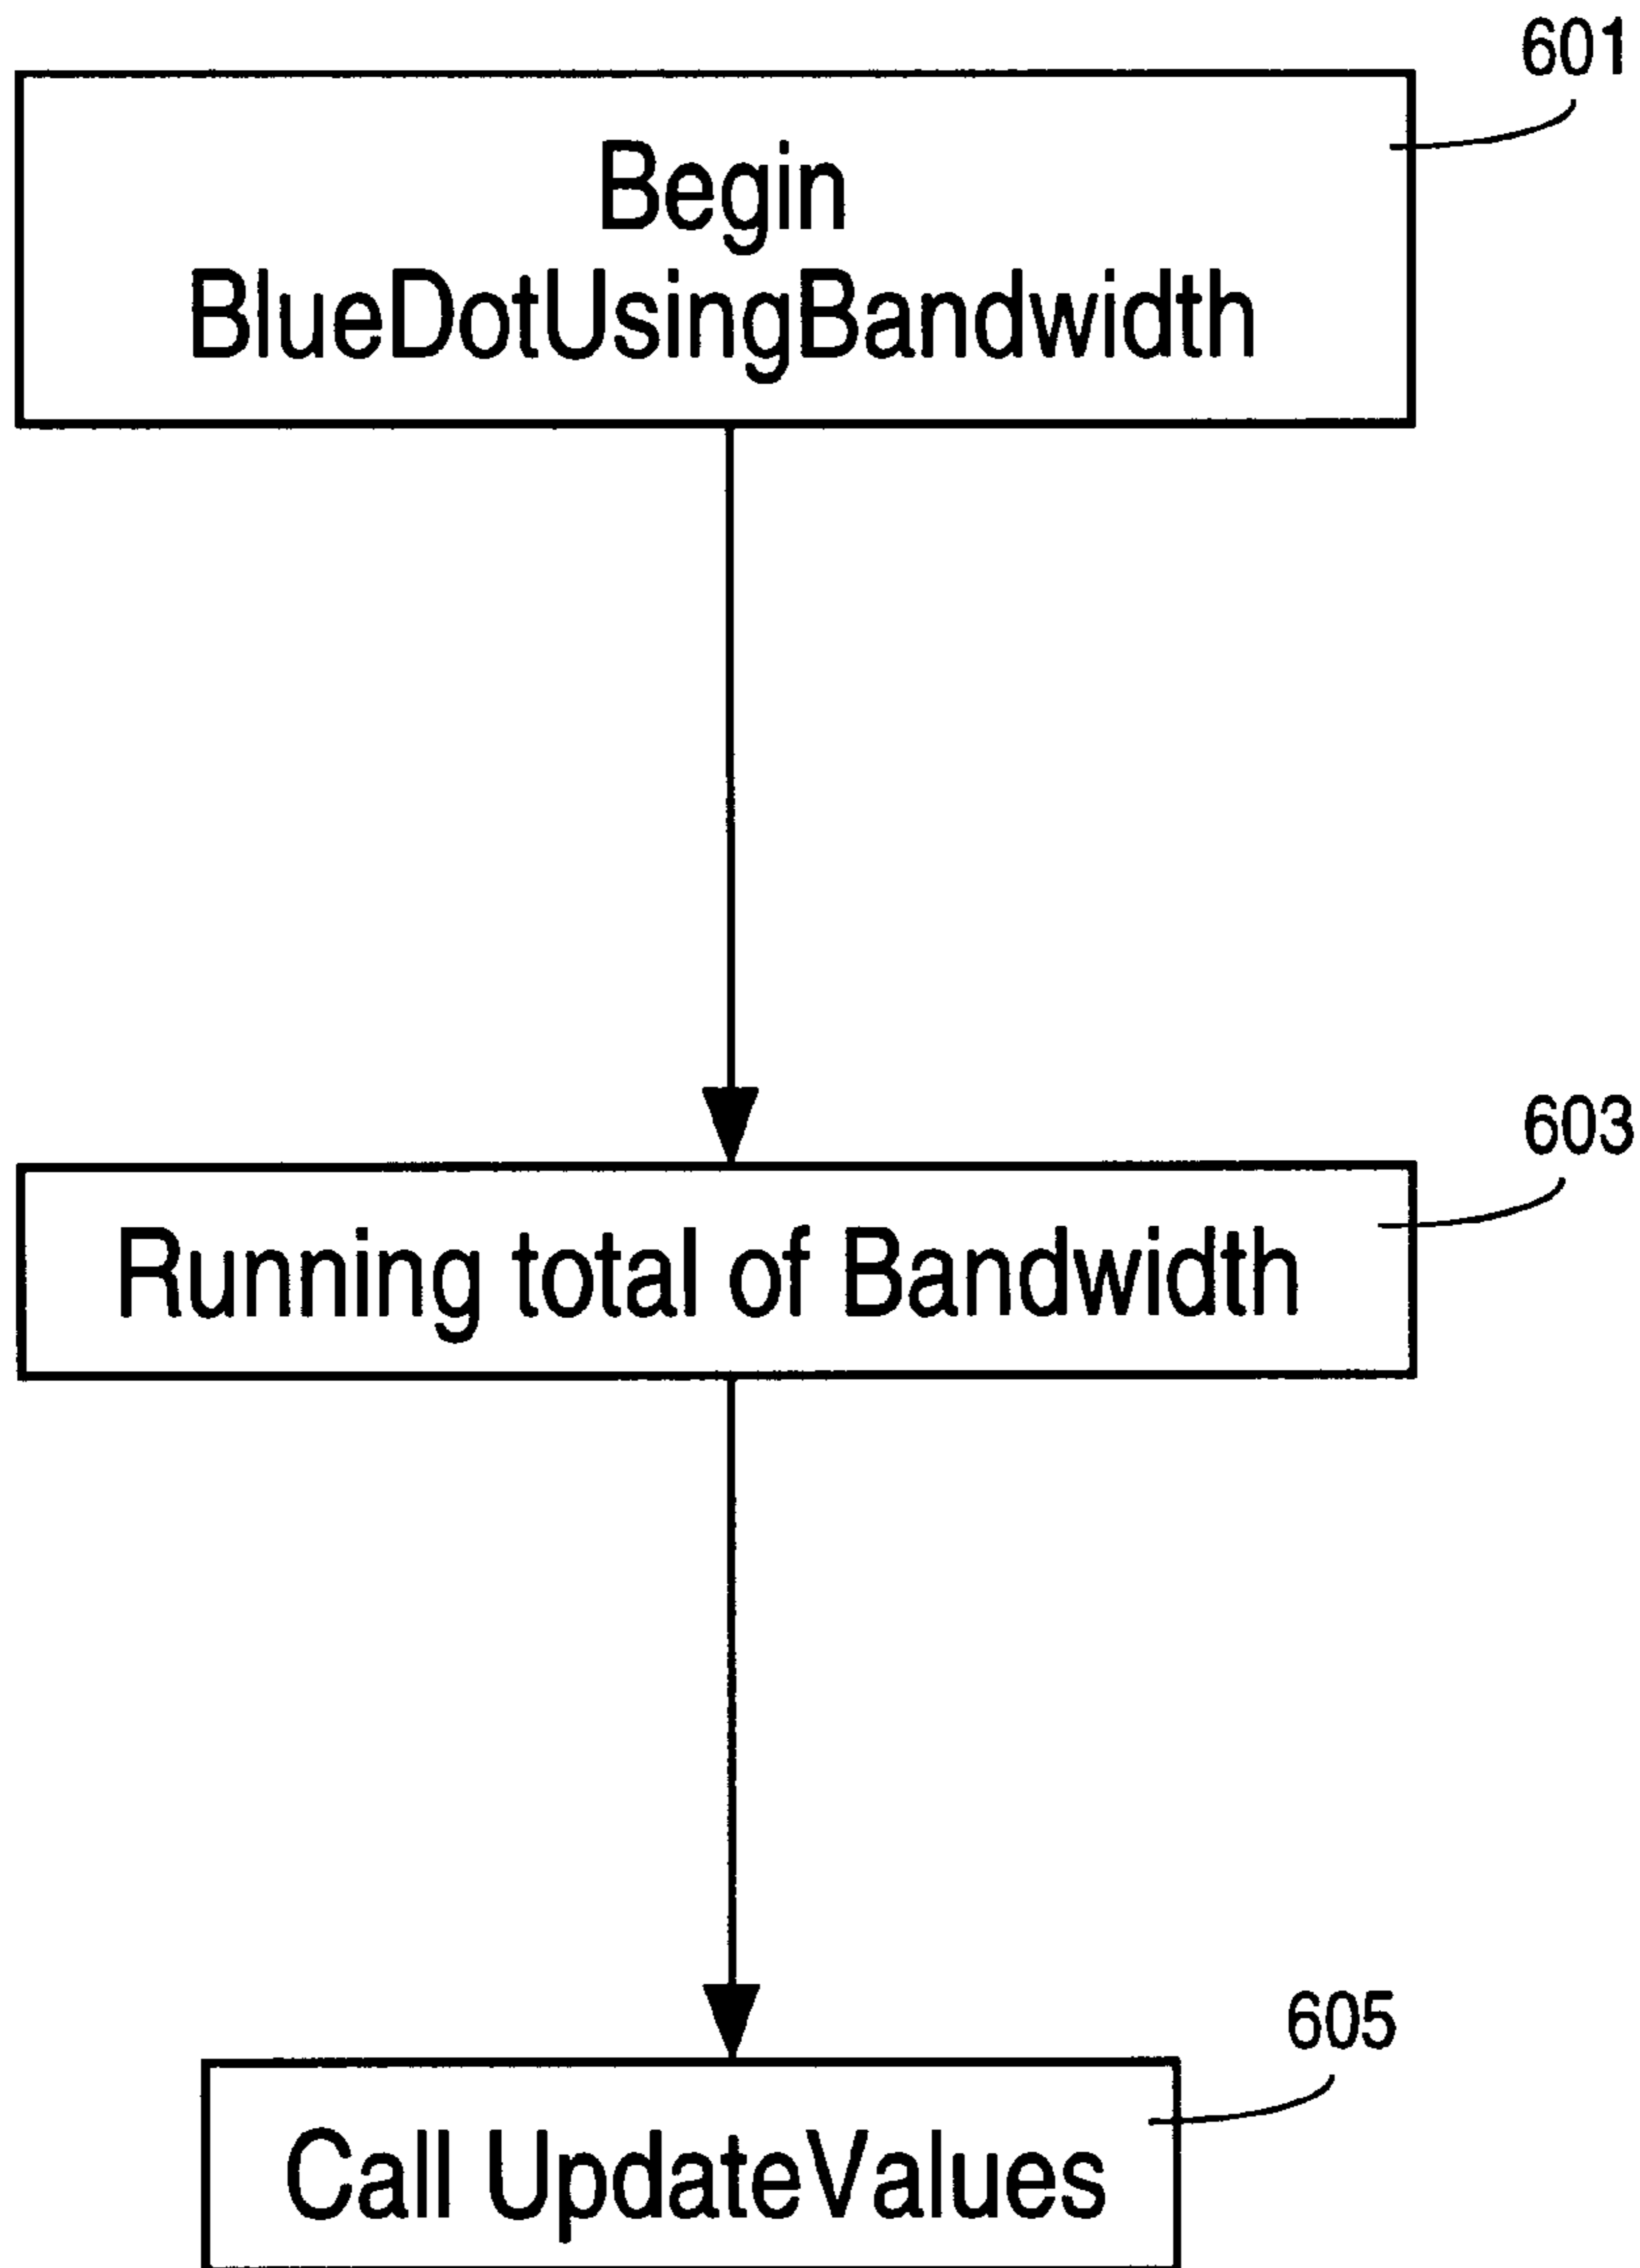 601
Begin
BlueDotUsingBandwidth
603
Running total of Bandwidth
605
Call UpdateValues